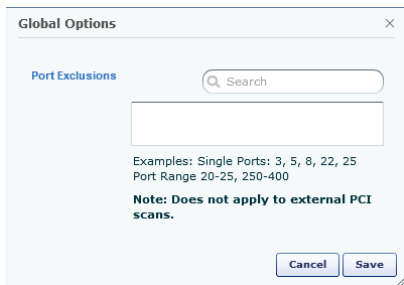 Global Options
Port Exclusions
Search
Examples: Single Ports: 3, 5, 8, 22, 25
Port Range 20-25, 250-400
Note: Does not apply to external PCI
scans.
Cancel
Save